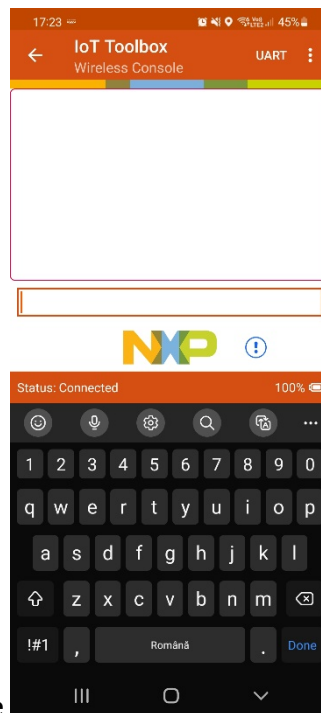 17:23 45%
IoT Toolbox
Wireless Console
UART
NXP
Status: Connected 100%
1 2 3 4 5 6 7 8 9 0
q w e r t y u i o p
a s d f g h j k l
z x c v b n m
!#1 , Română . Done